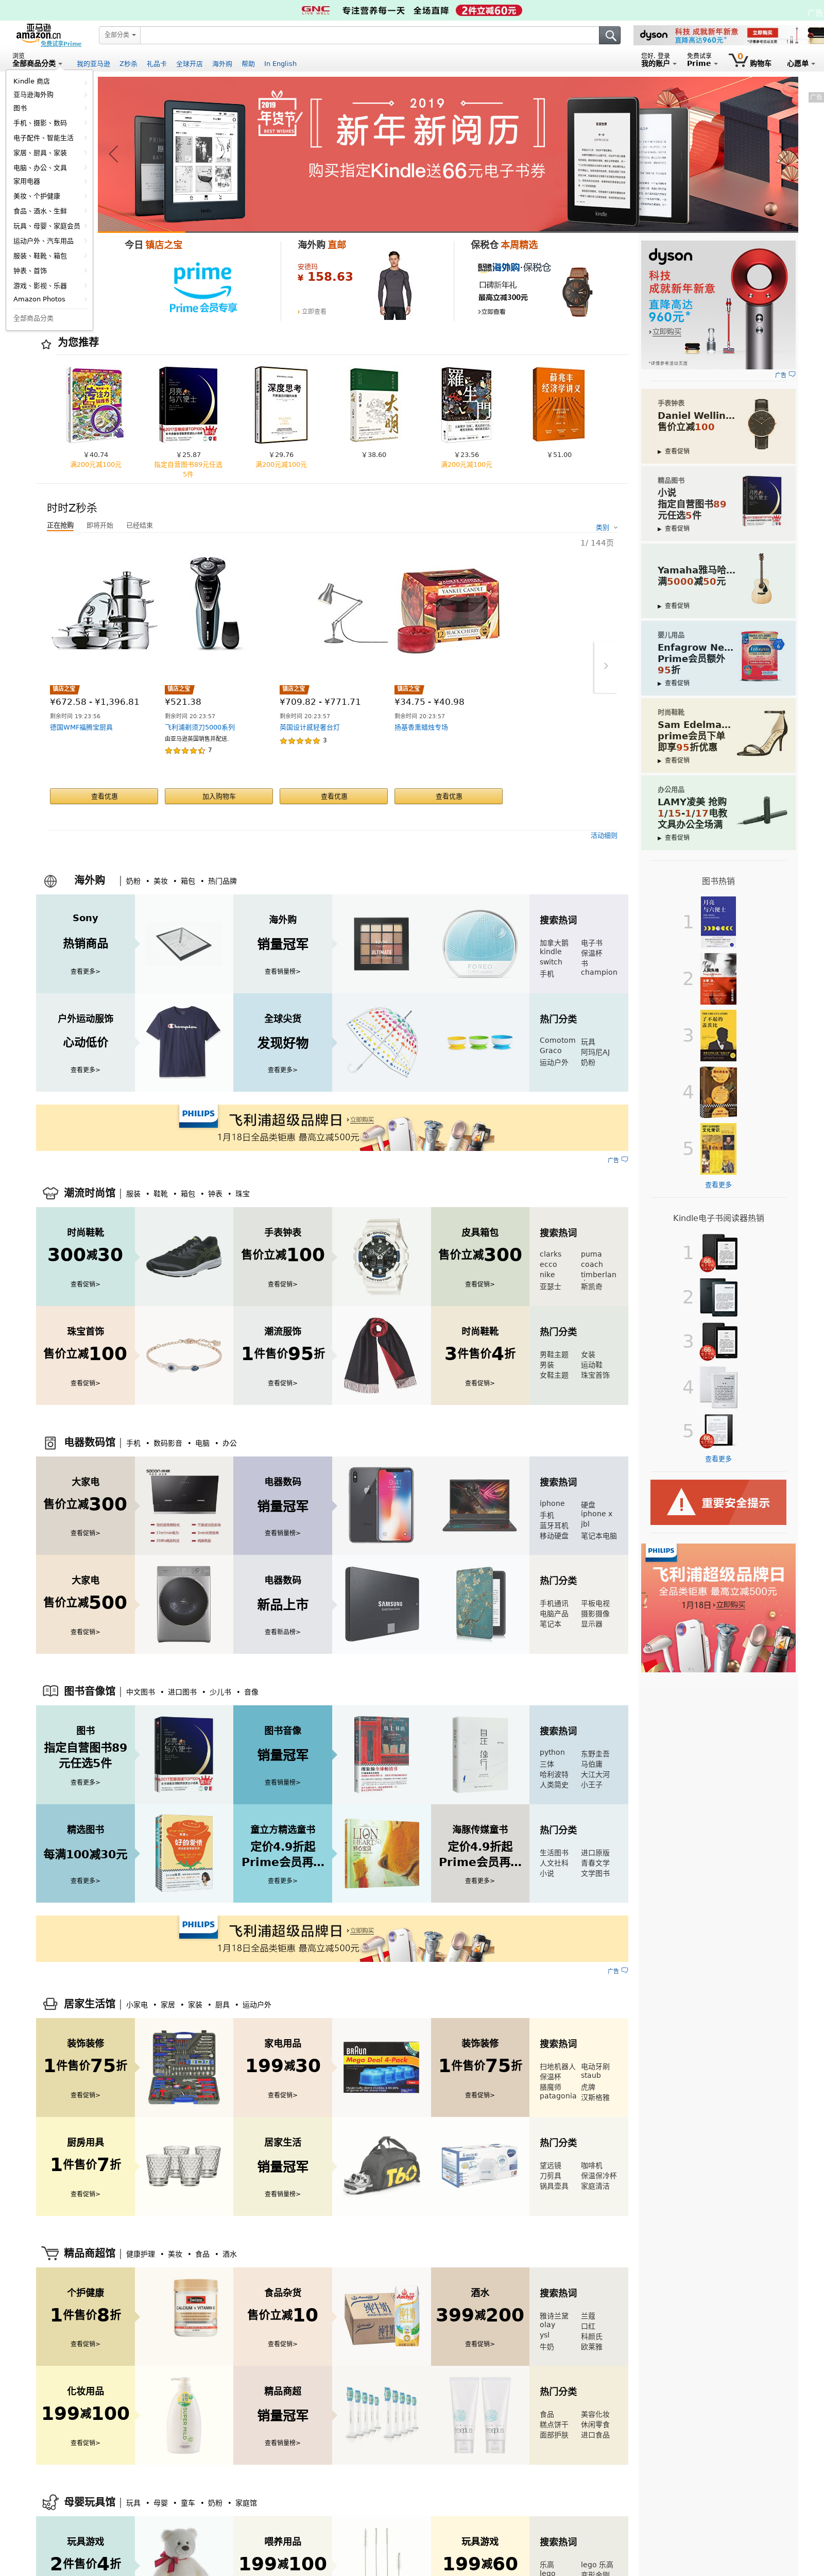 GNC 专注营养每一天 全场直降 2件立减60元
亚马逊
amazon.cn
免费试享Prime
全部分类
dyson 科技 成就新年新意
直降高达960元*
立即购买
浏览
全部商品分类
我的亚马逊 Z秒杀 礼品卡 全球开店 海外购 帮助 In English
您好, 登录
我的账户
免费试享
Prime
0 购物车
心愿单
Kindle 商店
亚马逊海外购
图书
手机、摄影、数码
电子配件、智能生活
家居、厨具、家装
电脑、办公、文具
家用电器
美妆、个护健康
食品、酒水、生鲜
玩具、母婴、家庭会员
运动户外、汽车用品
服装、鞋靴、箱包
钟表、首饰
游戏、影视、乐器
Amazon Photos
全部商品分类
2019
年货节
BEST WISHES
2019
新年新阅历
购买指定Kindle送66元电子书券
广告
今日 镇店之宝
prime
Prime 会员专享
海外购 直邮
安德玛
¥ 158.63
立即查看
保税仓 本周精选
海外购·保税仓
口碑新年礼
最高立减300元
立即查看
dyson
科技
成就新年新意
直降高达
960元*
立即购买
广告
为您推荐
¥40.74
满200元减100元
¥25.87
指定自营图书89元任选
5件
¥29.76
满200元减100元
¥38.60
¥23.56
满200元减100元
¥51.00
时时Z秒杀
正在抢购 即将开始 已经结束
类别
1/ 144页
镇店之宝
¥672.58 - ¥1,396.81
剩余时间 19:23:56
德国WMF福腾宝厨具
查看优惠
镇店之宝
¥521.38
剩余时间 20:23:57
飞利浦剃须刀5000系列
由亚马逊英国销售并配送.
7
加入购物车
镇店之宝
¥709.82 - ¥771.71
剩余时间 20:23:57
英国设计感轻奢台灯
3
查看优惠
镇店之宝
¥34.75 - ¥40.98
剩余时间 20:23:57
扬基香熏蜡烛专场
查看优惠
活动细则
手表钟表
Daniel Wellin...
售价立减100
查看促销
精品图书
小说
指定自营图书89
元任选5件
查看促销
Yamaha雅马哈...
满5000减50元
查看促销
婴儿用品
Enfagrow Ne...
Prime会员额外
95折
查看促销
时尚鞋靴
Sam Edelma...
prime会员下单
即享95折优惠
查看促销
办公用品
LAMY凌美 抢购
1/15-1/17电教
文具办公全场满
查看促销
海外购 | 奶粉 • 美妆 • 箱包 • 热门品牌
Sony
热销商品
查看更多>
海外购
销量冠军
查看销量榜>
搜索热词
加拿大鹅 电子书
kindle 保温杯
switch 书
手机 champion
户外运动服饰
心动低价
查看更多>
全球尖货
发现好物
查看更多>
热门分类
Comotom 玩具
Graco 阿玛尼AJ
运动户外 奶粉
PHILIPS
飞利浦超级品牌日 立即购买
1月18日全品类钜惠 最高立减500元
广告
图书热销
1
2
3
4
5
查看更多
Kindle电子书阅读器热销
1
2
3
4
5
查看更多
重要安全提示
PHILIPS
飞利浦超级品牌日
全品类钜惠 最高立减500元
1月18日 立即购买
潮流时尚馆 | 服装 • 鞋靴 • 箱包 • 钟表 • 珠宝
时尚鞋靴
300减30
查看促销>
手表钟表
售价立减100
查看促销>
皮具箱包
售价立减300
查看促销>
搜索热词
clarks puma
ecco coach
nike timberlan
亚瑟士 斯凯奇
珠宝首饰
售价立减100
查看促销>
潮流服饰
1件售价95折
查看促销>
时尚鞋靴
3件售价4折
查看促销>
热门分类
男鞋主题 女装
男装 运动鞋
女鞋主题 珠宝首饰
电器数码馆 | 手机 • 数码影音 • 电脑 • 办公
大家电
售价立减300
查看促销>
电器数码
销量冠军
查看销量榜>
搜索热词
iphone 硬盘
手机 iphone x
蓝牙耳机 jbl
移动硬盘 笔记本电脑
大家电
售价立减500
查看促销>
电器数码
新品上市
查看新品榜>
SAMSUNG
热门分类
手机通讯 平板电视
电脑产品 摄影摄像
笔记本 显示器
图书音像馆 | 中文图书 • 进口图书 • 少儿书 • 音像
图书
指定自营图书89
元任选5件
查看更多>
图书音像
销量冠军
查看销量榜>
搜索热词
python 东野圭吾
三体 马伯庸
哈利波特 大江大河
人类简史 小王子
精选图书
每满100减30元
查看更多>
童立方精选童书
定价4.9折起
Prime会员再...
查看更多>
海豚传媒童书
定价4.9折起
Prime会员再...
查看更多>
热门分类
生活图书 进口原版
人文社科 青春文学
小说 文学图书
PHILIPS
飞利浦超级品牌日 立即购买
1月18日全品类钜惠 最高立减500元
广告
居家生活馆 | 小家电 • 家居 • 家装 • 厨具 • 运动户外
装饰装修
1件售价75折
查看促销>
家电用品
199减30
查看促销>
BRAUN
Mega Deal 4-Pack
装饰装修
1件售价75折
查看促销>
搜索热词
扫地机器人 电动牙刷
保温杯 staub
膳魔师 虎牌
patagonia 汉斯格雅
厨房用具
1件售价7折
查看促销>
居家生活
销量冠军
查看销量榜>
T60
热门分类
望远镜 咖啡机
刀剪具 保温保冷杯
锅具壶具 家庭清洁
精品商超馆 | 健康护理 • 美妆 • 食品 • 酒水
个护健康
1件售价8折
查看促销>
食品杂货
售价立减10
查看促销>
酒水
399减200
查看促销>
搜索热词
雅诗兰黛 兰蔻
olay 口红
ysl 科颜氏
牛奶 欧莱雅
化妆用品
199减100
查看促销>
精品商超
销量冠军
查看销量榜>
热门分类
食品 美容化妆
糕点饼干 休闲零食
面部护肤 进口食品
母婴玩具馆 | 玩具 • 母婴 • 童车 • 奶粉 • 家庭馆
玩具游戏
2件售价4折
喂养用品
199减100
玩具游戏
199减60
搜索热词
乐高 lego 乐高
lego 变形金刚